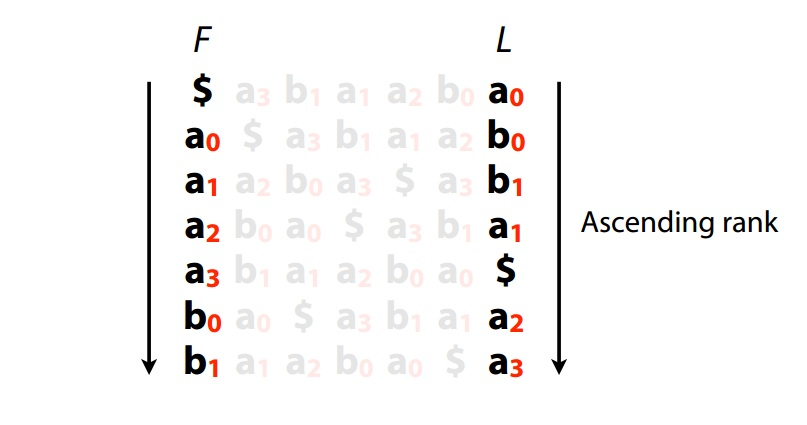 F L
$ a3 b1 a1 a2 b0 a0
a0 $ a3 b1 a1 a2 b0
a1 a2 b0 a3 $ a3 b1
a2 b0 a0 $ a3 b1 a1
Ascending rank
a3 b1 a1 a2 b0 a0 $
b0 a0 $ a3 b1 a1 a2
b1 a1 a2 b0 a0 $ a3